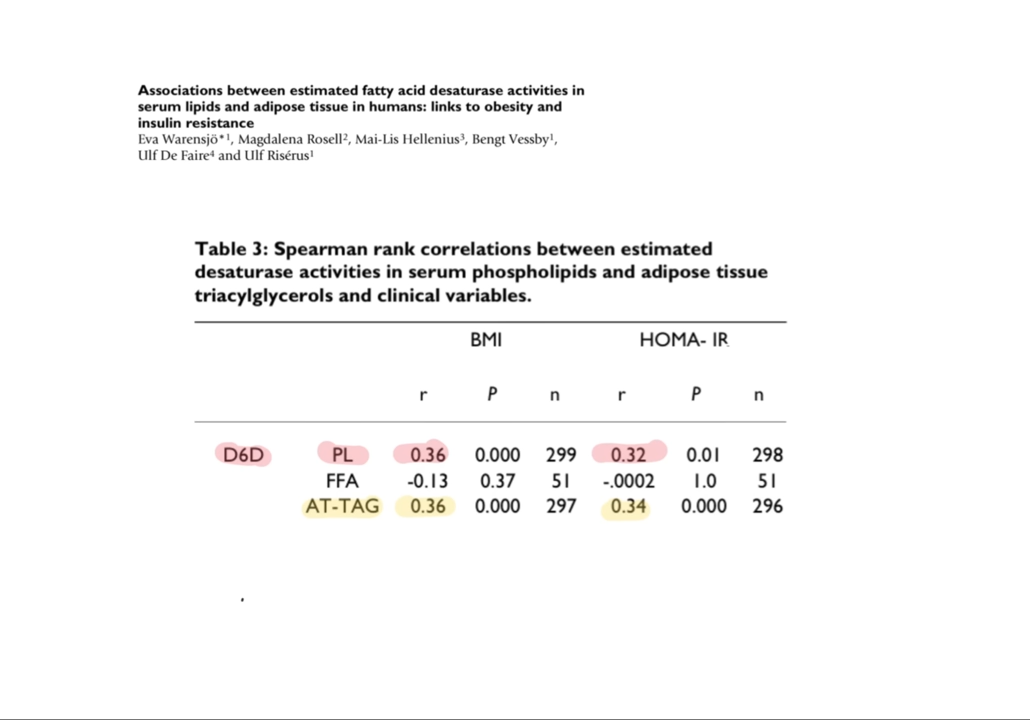 Associations between estimated fatty acid desaturase activities in
serum lipids and adipose tissue in humans: links to obesity and
insulin resistance
Eva Warensjö*¹, Magdalena Rosell², Mai-Lis Hellenius³, Bengt Vessby¹,
Ulf De Faire⁴ and Ulf Risérus¹
Table 3: Spearman rank correlations between estimated
desaturase activities in serum phospholipids and adipose tissue
triacylglycerols and clinical variables.
BMI HOMA- IR
r P n r P n
D6D PL 0.36 0.000 299 0.32 0.01 298
FFA -0.13 0.37 51 -.0002 1.0 51
AT-TAG 0.36 0.000 297 0.34 0.000 296